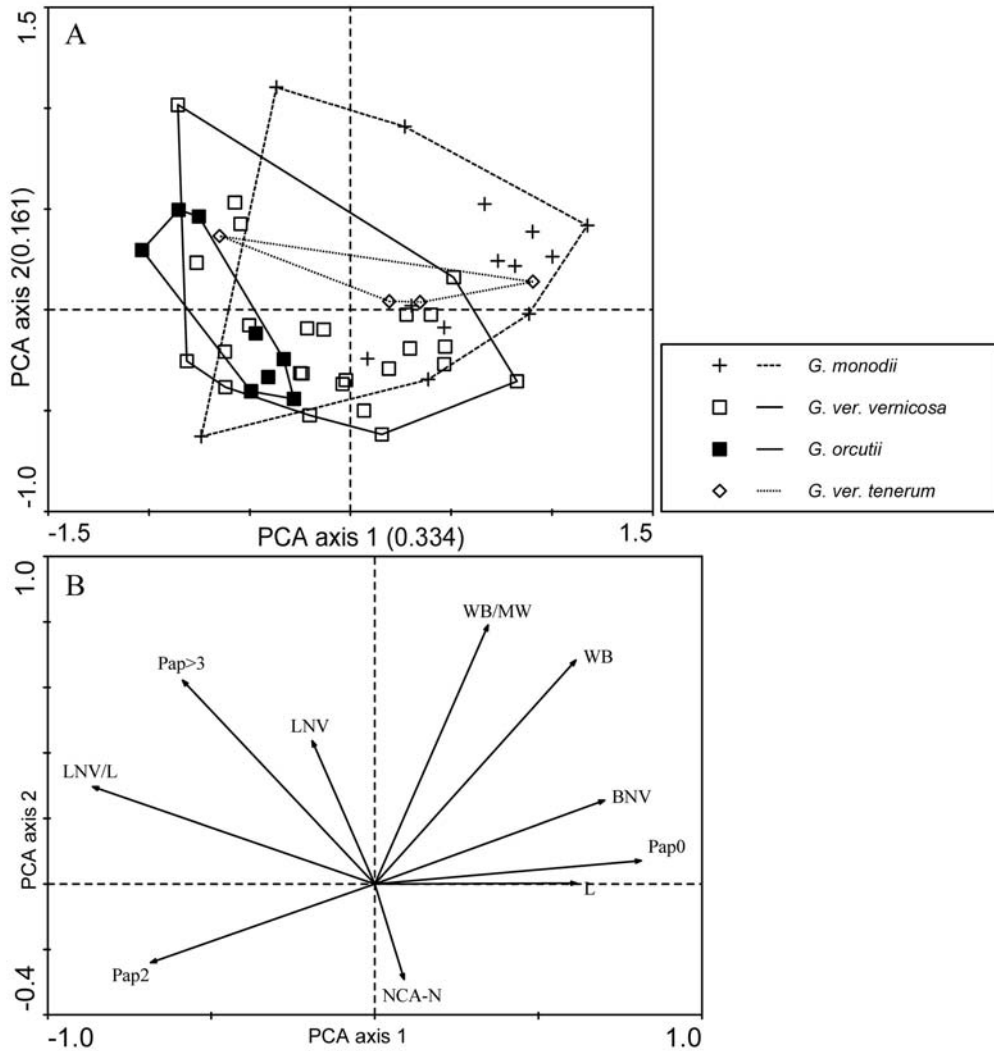 A
1.5
PCA axis 2(0.161)
-1.0
-1.5
PCA axis 1 (0.334)
1.5
G. monodii
G. ver. vernicosa
G. orcutii
G. ver. tenerum
B
1.0
PCA axis 2
-0.4
WB/MW
WB
Pap>3
LNV
LNV/L
BNV
Pap0
L
Pap2
NCA-N
-1.0
PCA axis 1
1.0